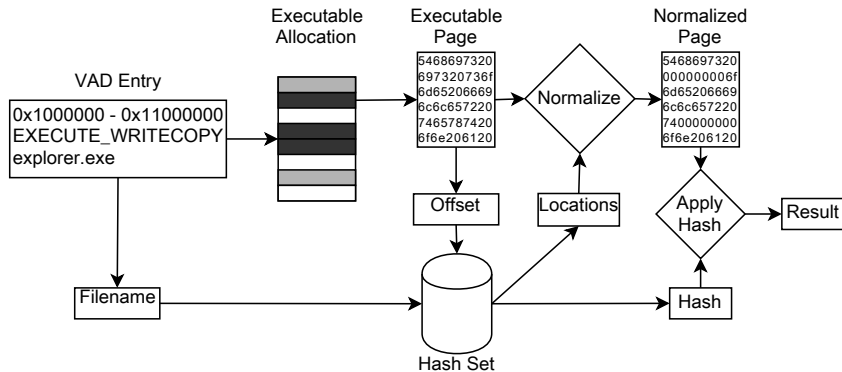 Executable
Allocation
Executable
Page
Normalized
Page
VAD Entry
0x1000000 - 0x11000000
EXECUTE_WRITECOPY
explorer.exe
5468697320
697320736f
6d65206669
6c6c657220
7465787420
6f6e206120
Normalize
5468697320
000000006f
6d65206669
6c6c657220
7400000000
6f6e206120
Offset
Locations
Apply
Hash
Result
Filename
Hash
Hash Set